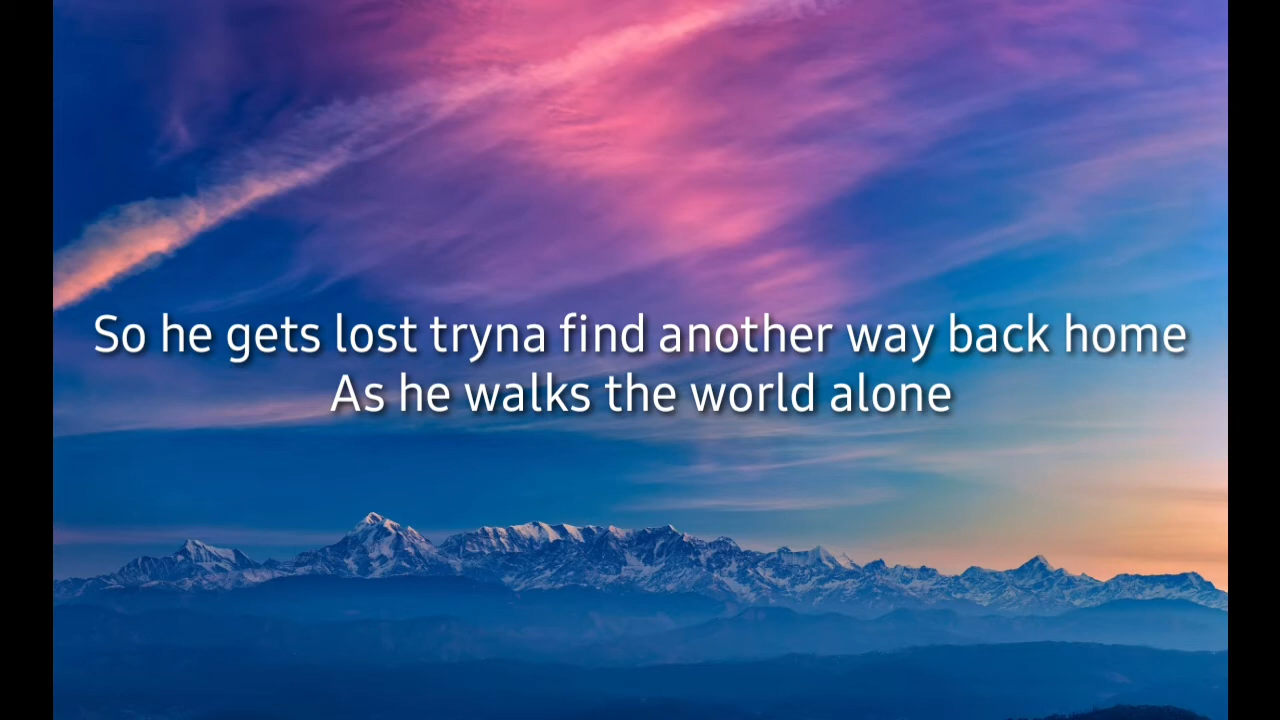 So he gets lost tryna find another way back home
As he walks the world alone